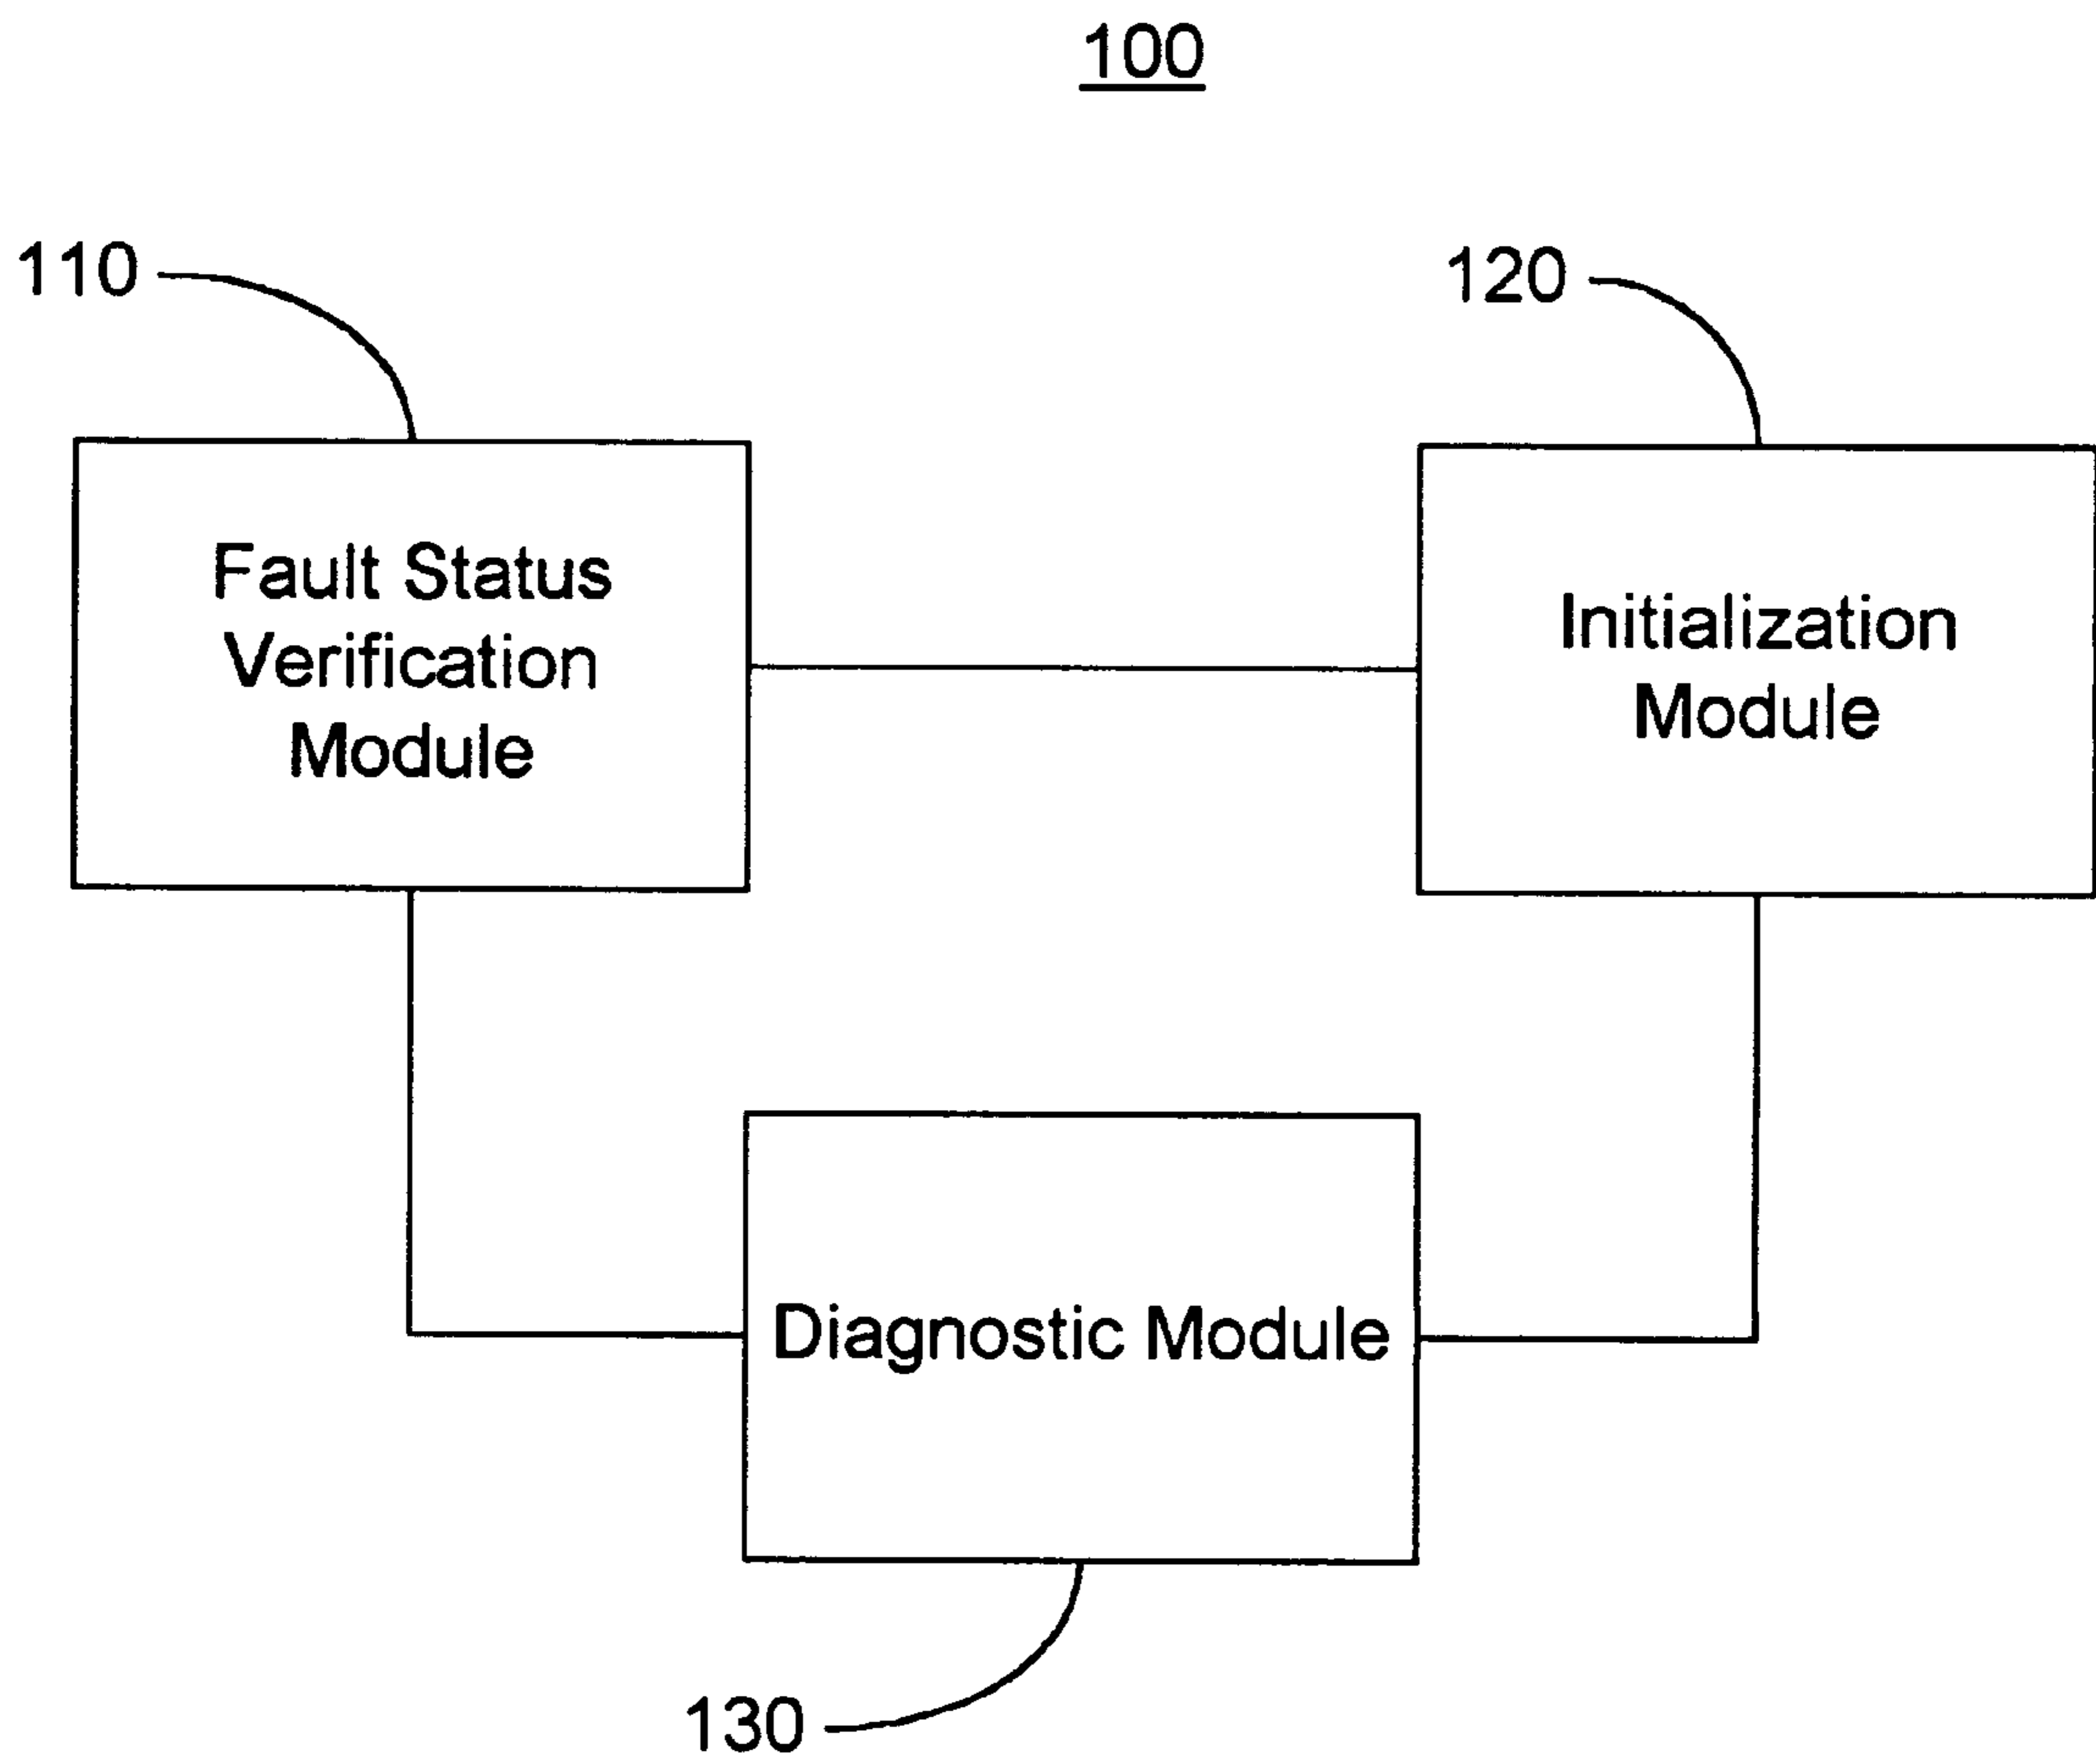 100
110
120
Fault Status
Verification
Module
Initialization
Module
Diagnostic Module
130